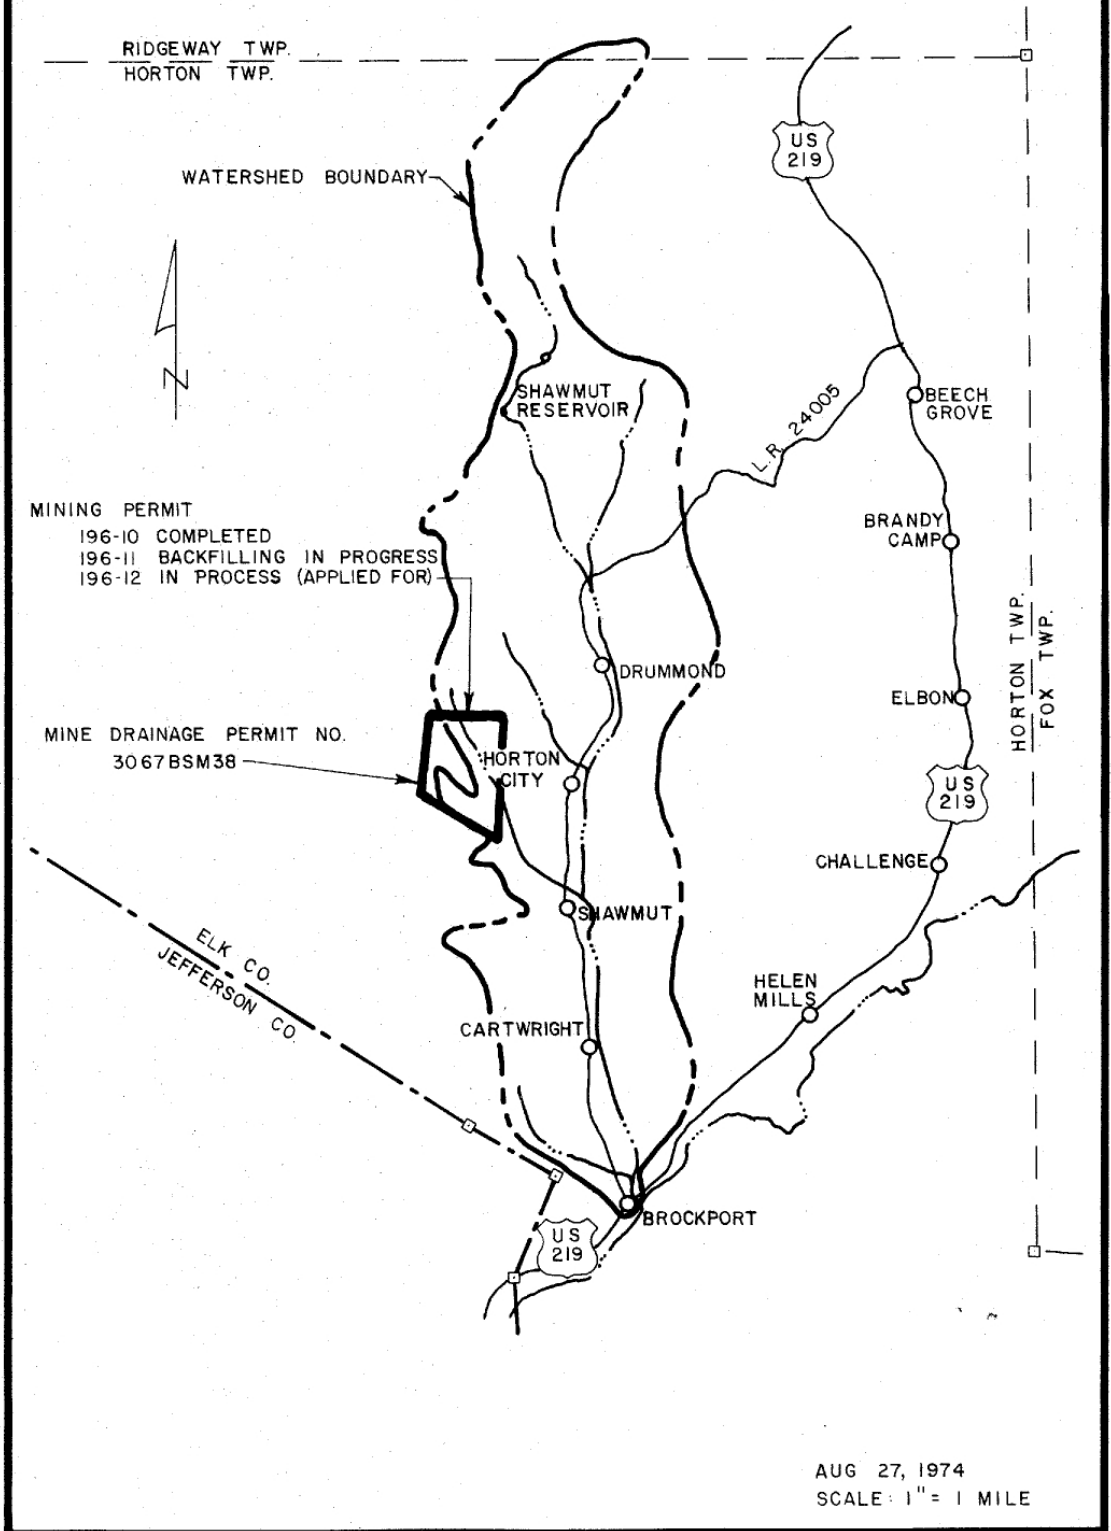 RIDGEWAY TWP.
HORTON TWP.
US
219
WATERSHED BOUNDARY
N
SHAWMUT
RESERVOIR
L.R. 24005
BEECH
GROVE
MINING PERMIT
196-10 COMPLETED
196-11 BACKFILLING IN PROGRESS
196-12 IN PROCESS (APPLIED FOR)
BRANDY
CAMP
HORTON TWP.
FOX TWP.
DRUMMOND
ELBON
MINE DRAINAGE PERMIT NO.
3067BSM38
HORTON
CITY
US
219
CHALLENGE
SHAWMUT
ELK CO.
JEFFERSON CO.
HELEN
MILLS
CARTWRIGHT
BROCKPORT
US
219
AUG 27, 1974
SCALE: 1" = 1 MILE